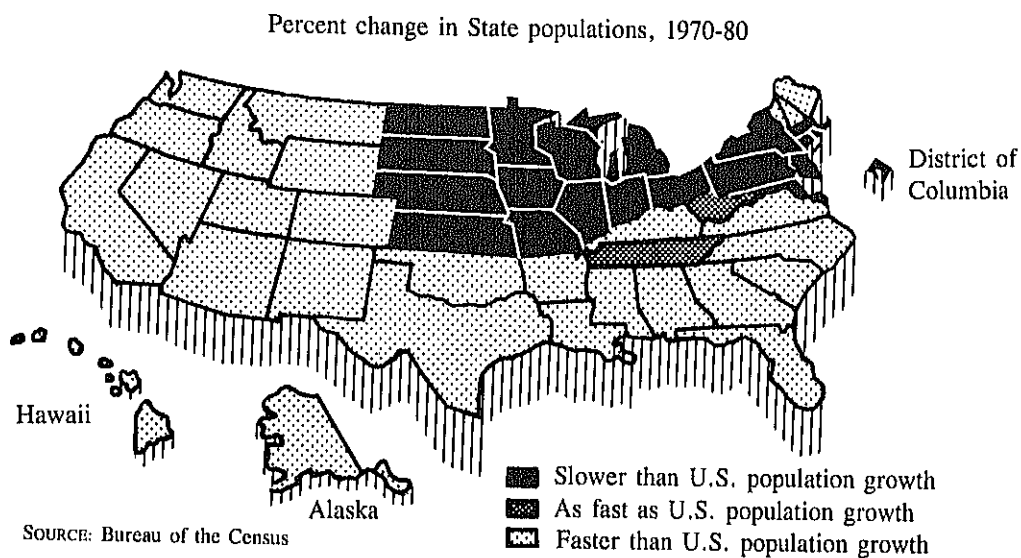 Percent change in State populations, 1970-80
District of
Columbia
Hawaii
Alaska
Slower than U.S. population growth
As fast as U.S. population growth
Faster than U.S. population growth
SOURCE: Bureau of the Census